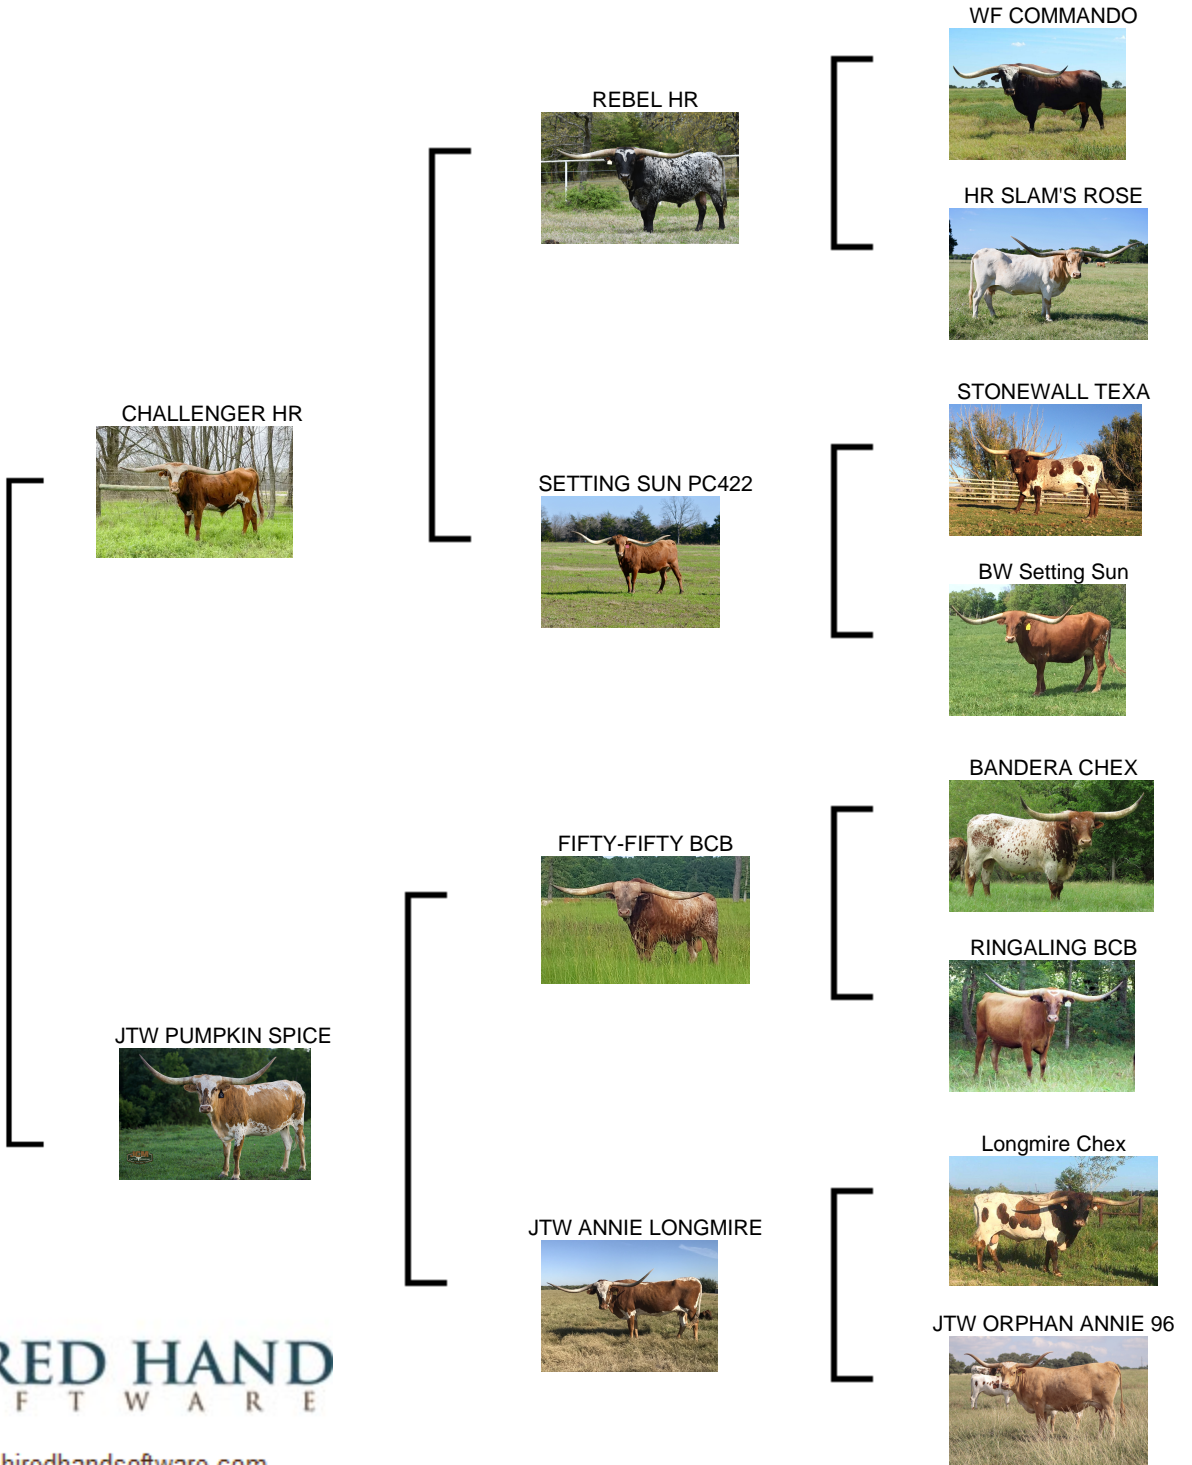 WF COMMANDO
REBEL HR
HR SLAM'S ROSE
STONEWALL TEXA
CHALLENGER HR
SETTING SUN PC422
BW Setting Sun
BANDERA CHEX
FIFTY-FIFTY BCB
RINGALING BCB
JTW PUMPKIN SPICE
Longmire Chex
JTW ANNIE LONGMIRE
JTW ORPHAN ANNIE 96
RED HAND
F T W A R E
hiredhandsoftware.com